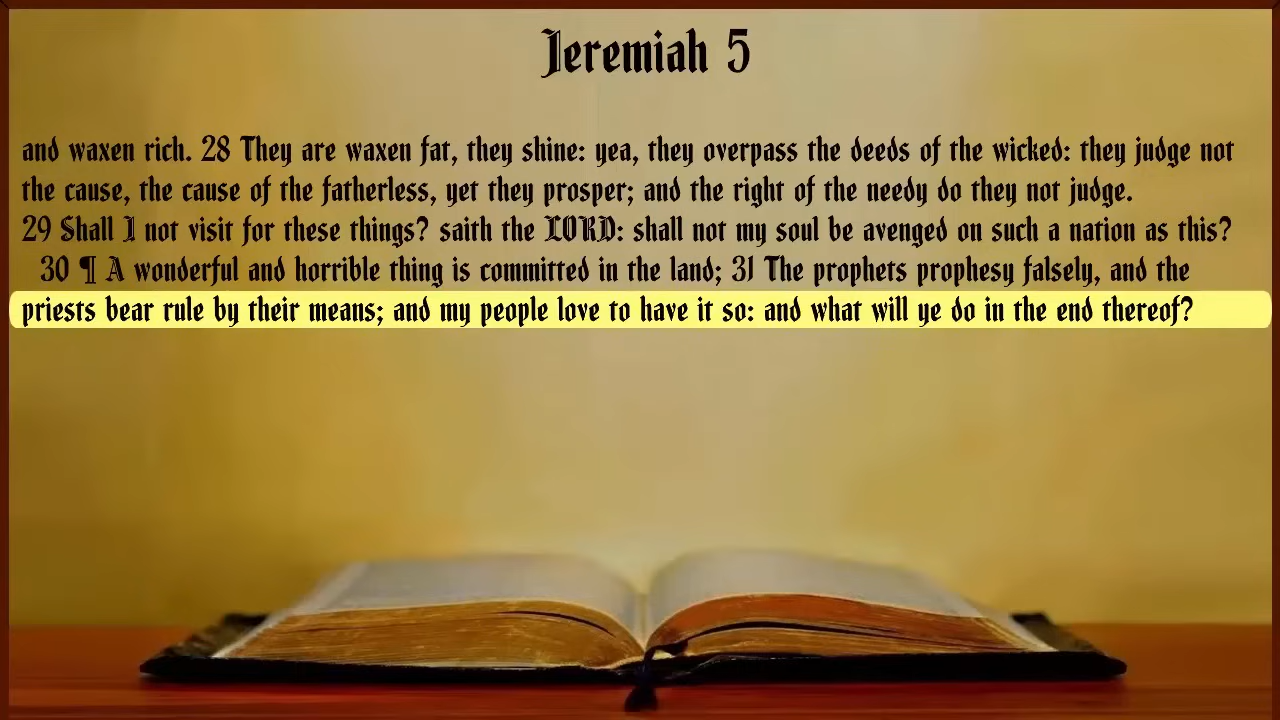 Jeremiah 5
and waxen rich. 28 They are waxen fat, they shine: yea, they overpass the deeds of the wicked: they judge not
the cause, the cause of the fatherless, yet they prosper; and the right of the needy do they not judge.
29 Shall I not visit for these things? saith the LORD: shall not my soul be avenged on such a nation as this?
30 ¶ A wonderful and horrible thing is committed in the land; 31 The prophets prophesy falsely, and the
priests bear rule by their means; and my people love to have it so: and what will ye do in the end thereof?